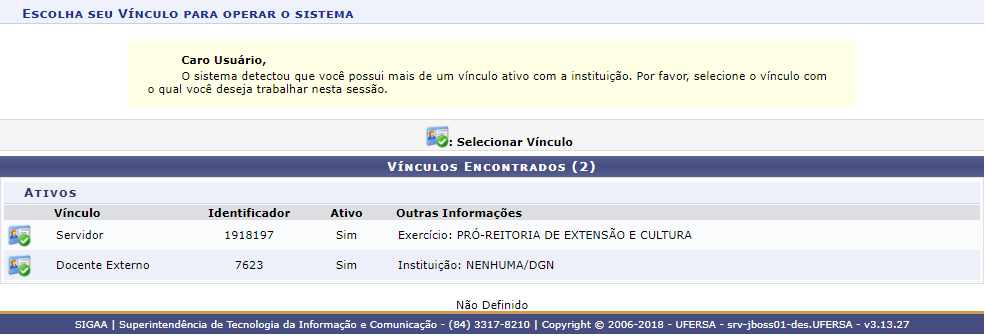 Escolha seu Vínculo para operar o sistema
Caro Usuário,
O sistema detectou que você possui mais de um vínculo ativo com a instituição. Por favor, selecione o vínculo com
o qual você deseja trabalhar nesta sessão.
: Selecionar Vínculo
Vínculos Encontrados (2)
Ativos
Vínculo Identificador Ativo Outras Informações
Servidor 1918197 Sim Exercício: PRÓ-REITORIA DE EXTENSÃO E CULTURA
Docente Externo 7623 Sim Instituição: NENHUMA/DGN
Não Definido
SIGAA | Superintendência de Tecnologia da Informação e Comunicação - (84) 3317-8210 | Copyright © 2006-2018 - UFERSA - srv-jboss01-des.UFERSA - v3.13.27